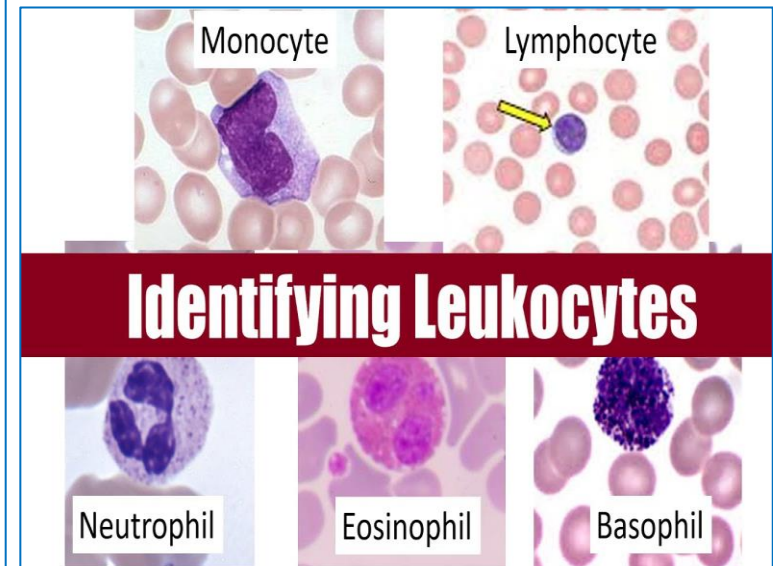 Monocyte
Lymphocyte
Identifying Leukocytes
Neutrophil
Eosinophil
Basophil